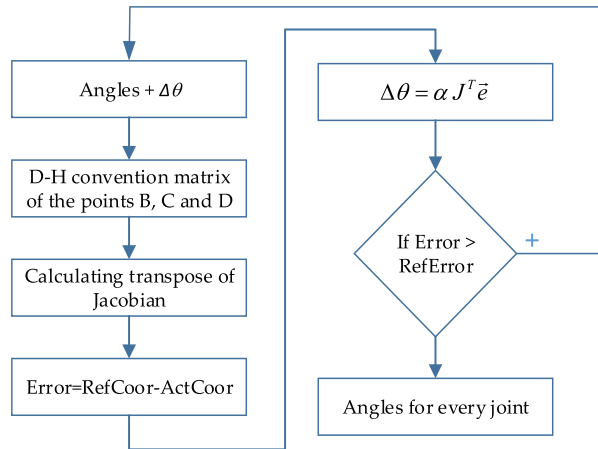 Angles + Δθ
D-H convention matrix
of the points B, C and D
Calculating transpose of
Jacobian
Error=RefCoor-ActCoor
Δθ = α Jᵀ e⃗
If Error >
RefError
+
Angles for every joint